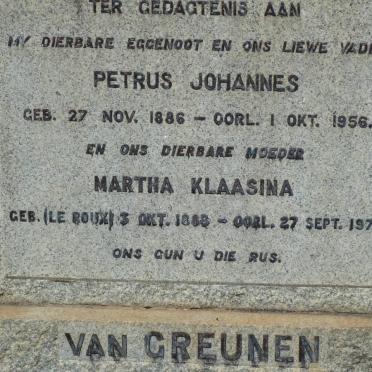 TER GEDAGTENIS AAN
MY DIERBARE EGGENOOT EN ONS LIEWE
PETRUS JOHANNES
GEB. 27 NOV. 1886 – OORL. 1 OKT. 1956.
EN ONS DIERBARE MOEDER
MARTHA KLAASINA
GEB. (LE ROUX) 3 OKT. 1888 – OORL. 27 SEPT.
ONS GUN U DIE RUS.
VAN GREUNEN